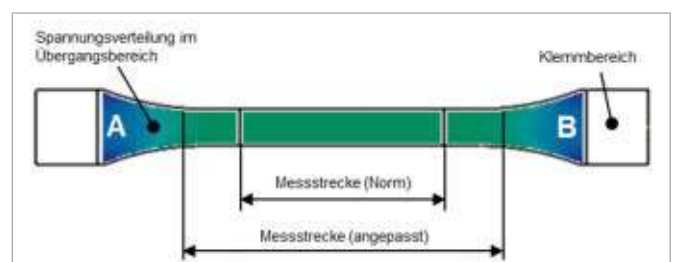 Spannungsverteilung im
Übergangsbereich
Klemmbereich
A
B
Messstrecke (Norm)
Messstrecke (angepasst)